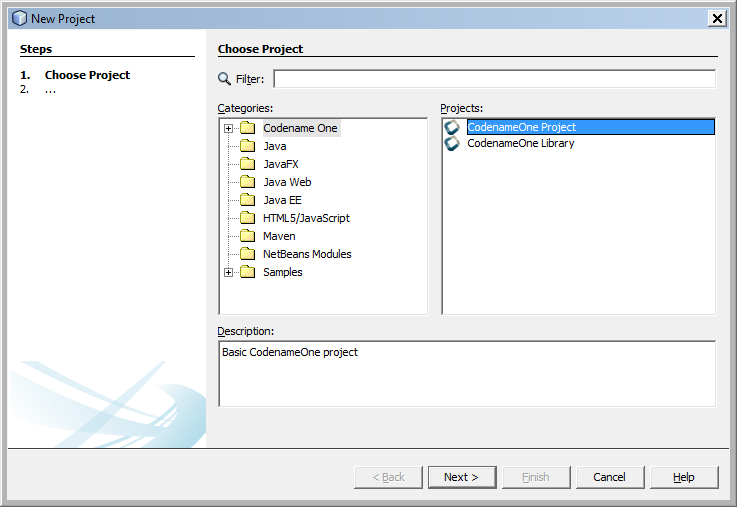 New Project
Steps
1. Choose Project
2. ...
Choose Project
Filter:
Categories:
Codename One
Java
JavaFX
Java Web
Java EE
HTML5/JavaScript
Maven
NetBeans Modules
Samples
Projects:
CodenameOne Project
CodenameOne Library
Description:
Basic CodenameOne project
< Back
Next >
Finish
Cancel
Help